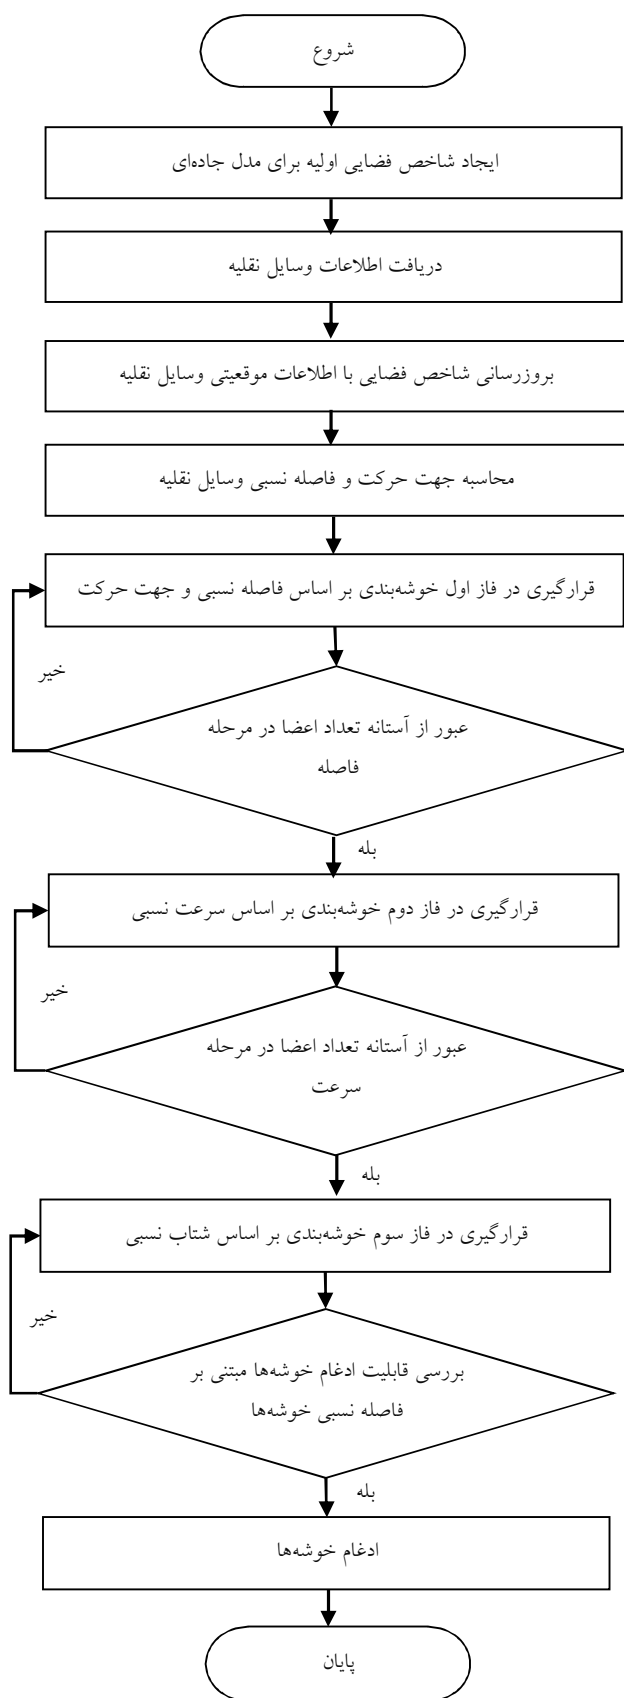 شروع
ایجاد شاخص فضایی اولیه برای مدل جاده‌ای
دریافت اطلاعات وسایل نقلیه
بروزرسانی شاخص فضایی با اطلاعات موقعیتی وسایل نقلیه
محاسبه جهت حرکت و فاصله نسبی وسایل نقلیه
قرارگیری در فاز اول خوشه‌بندی بر اساس فاصله نسبی و جهت حرکت
خیر
عبور از آستانه تعداد اعضا در مرحله
فاصله
بله
قرارگیری در فاز دوم خوشه‌بندی بر اساس سرعت نسبی
خیر
عبور از آستانه تعداد اعضا در مرحله
سرعت
بله
قرارگیری در فاز سوم خوشه‌بندی بر اساس شتاب نسبی
خیر
بررسی قابلیت ادغام خوشه‌ها مبتنی بر
فاصله نسبی خوشه‌ها
بله
ادغام خوشه‌ها
پایان